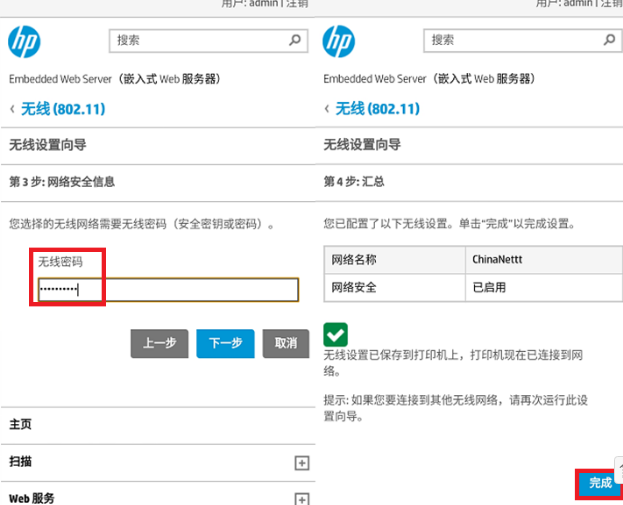 用户: admin | 注销
hp
搜索
Embedded Web Server（嵌入式 Web 服务器）
‹ 无线 (802.11)
无线设置向导
第 3 步: 网络安全信息
您选择的无线网络需要无线密码（安全密钥或密码）。
无线密码
••••••••••
上一步
下一步
取消
主页
扫描
Web 服务
用户: admin | 注销
hp
搜索
Embedded Web Server（嵌入式 Web 服务器）
‹ 无线 (802.11)
无线设置向导
第 4 步: 汇总
您已配置了以下无线设置。单击“完成”以完成设置。
网络名称 ChinaNettt
网络安全 已启用
无线设置已保存到打印机上，打印机现在已连接到网
络。
提示: 如果您要连接到其他无线网络，请再次运行此设
置向导。
完成